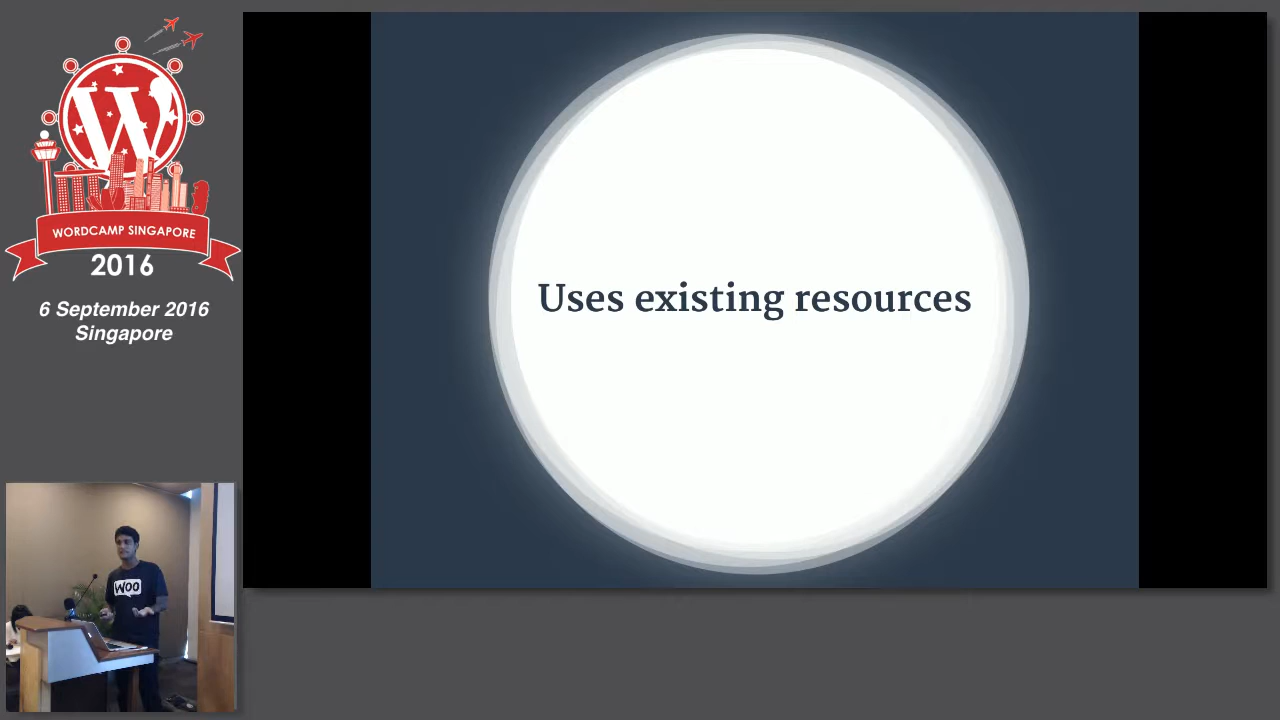 W
WORDCAMP SINGAPORE
2016
6 September 2016
Singapore
Uses existing resources
WOO